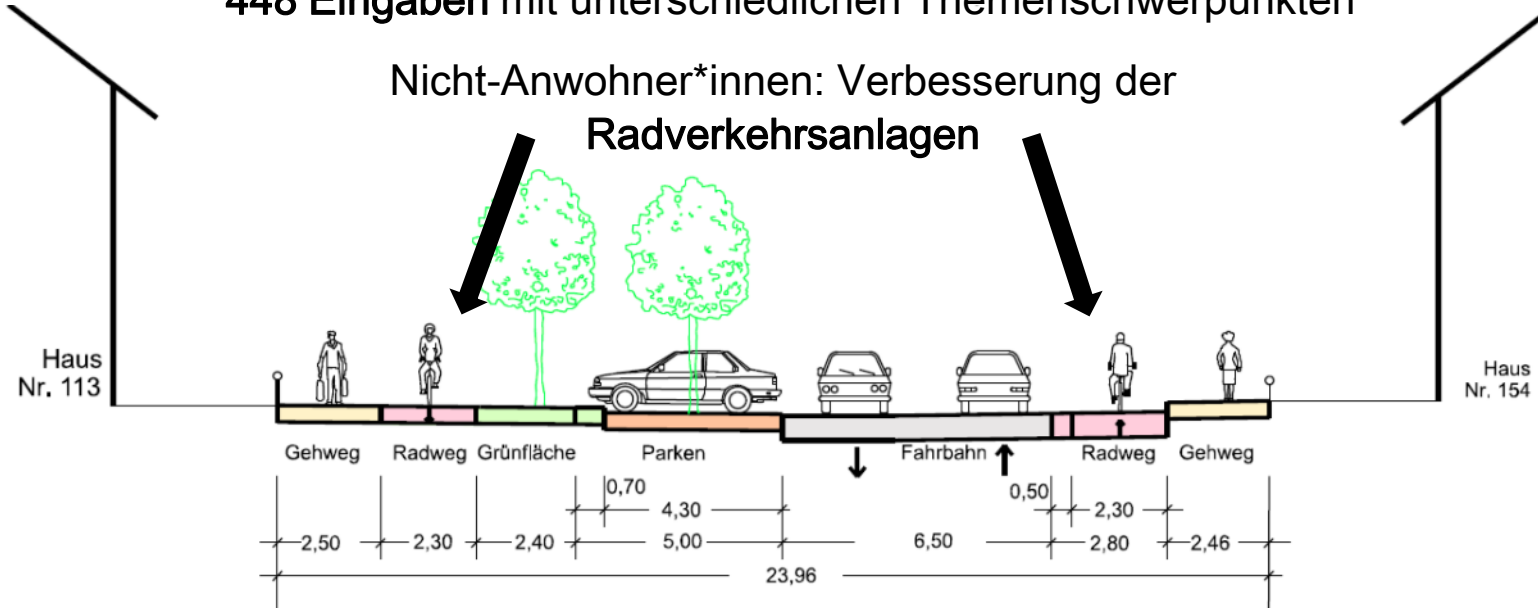 448 Eingaben mit unterschiedlichen Themenschwerpunkten
Nicht-Anwohner*innen: Verbesserung der
Radverkehrsanlagen
Haus
Nr. 113
Haus
Nr. 154
Gehweg Radweg Grünfläche Parken Fahrbahn Radweg Gehweg
0,70 0,50
4,30 2,30
2,50 2,30 2,40 5,00 6,50 2,80 2,46
23,96